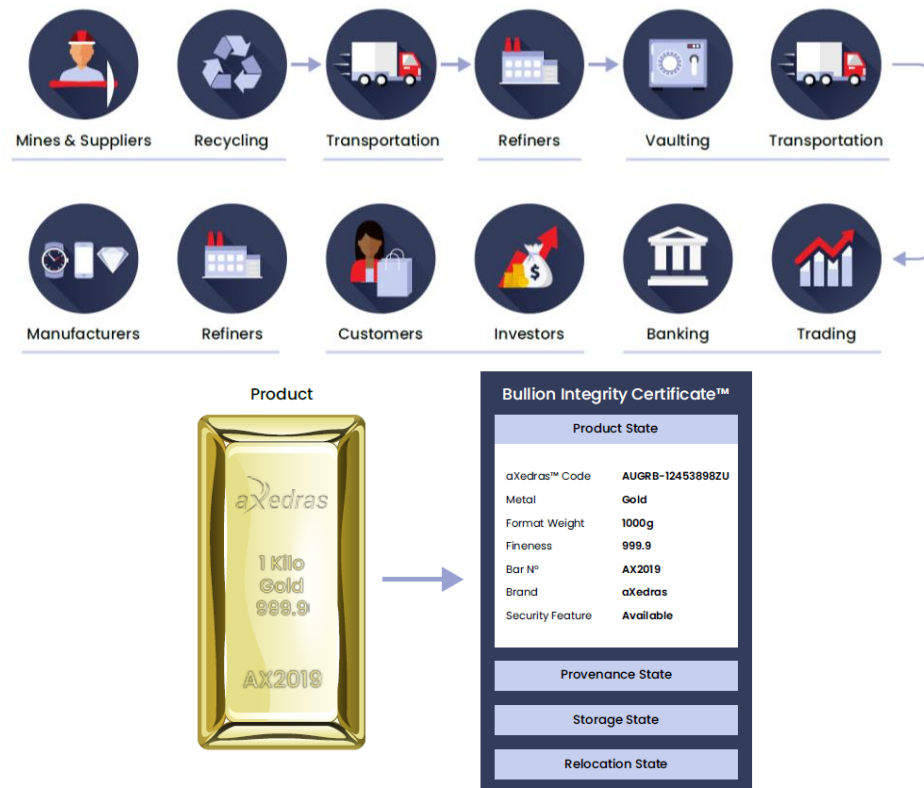 Mines & Suppliers Recycling Transportation Refiners Vaulting Transportation
$
Manufacturers Refiners Customers Investors Banking Trading
Product
aXedras
1 Kilo
Gold
999.9
AX2019
Bullion Integrity Certificate™
Product State
aXedras™ Code AUGRB-12453898ZU
Metal Gold
Format Weight 1000g
Fineness 999.9
Bar Nº AX2019
Brand aXedras
Security Feature Available
Provenance State
Storage State
Relocation State